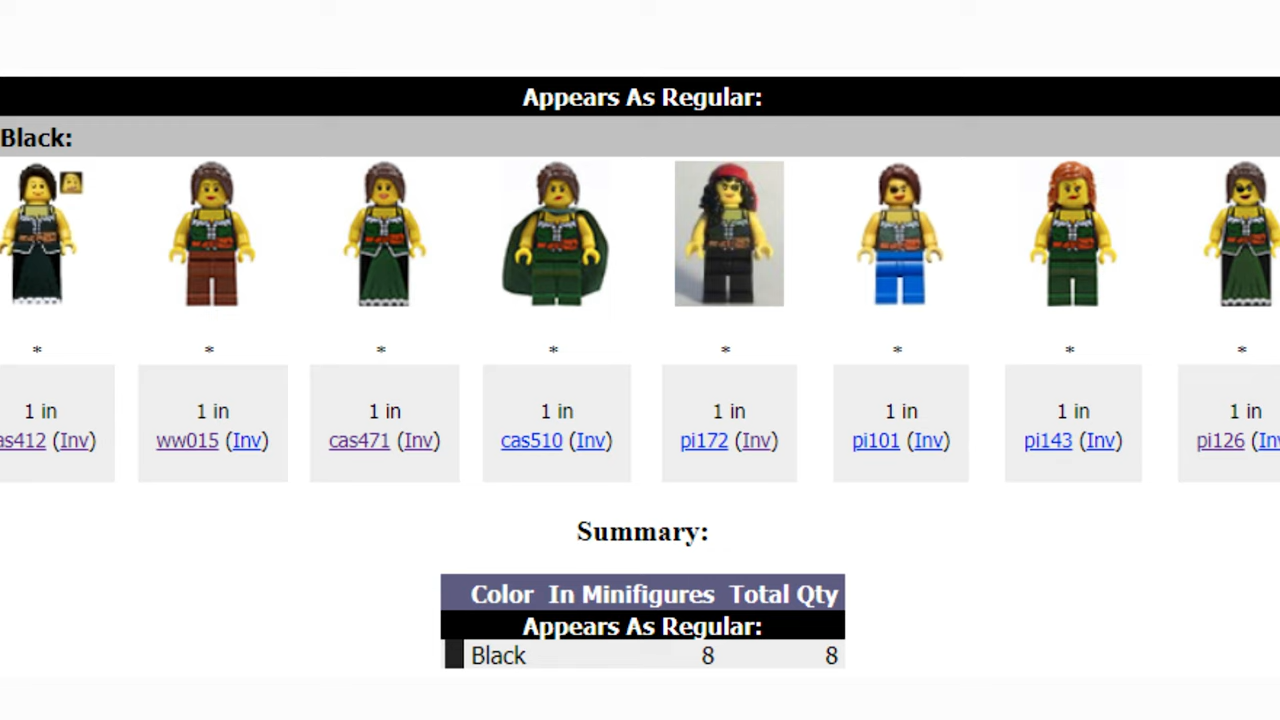 Appears As Regular:
Black:
* * * * * * * *
1 in 1 in 1 in 1 in 1 in 1 in 1 in 1 in
as412 (Inv) ww015 (Inv) cas471 (Inv) cas510 (Inv) pi172 (Inv) pi101 (Inv) pi143 (Inv) pi126 (Inv
Summary:
Color In Minifigures Total Qty
Appears As Regular:
Black 8 8